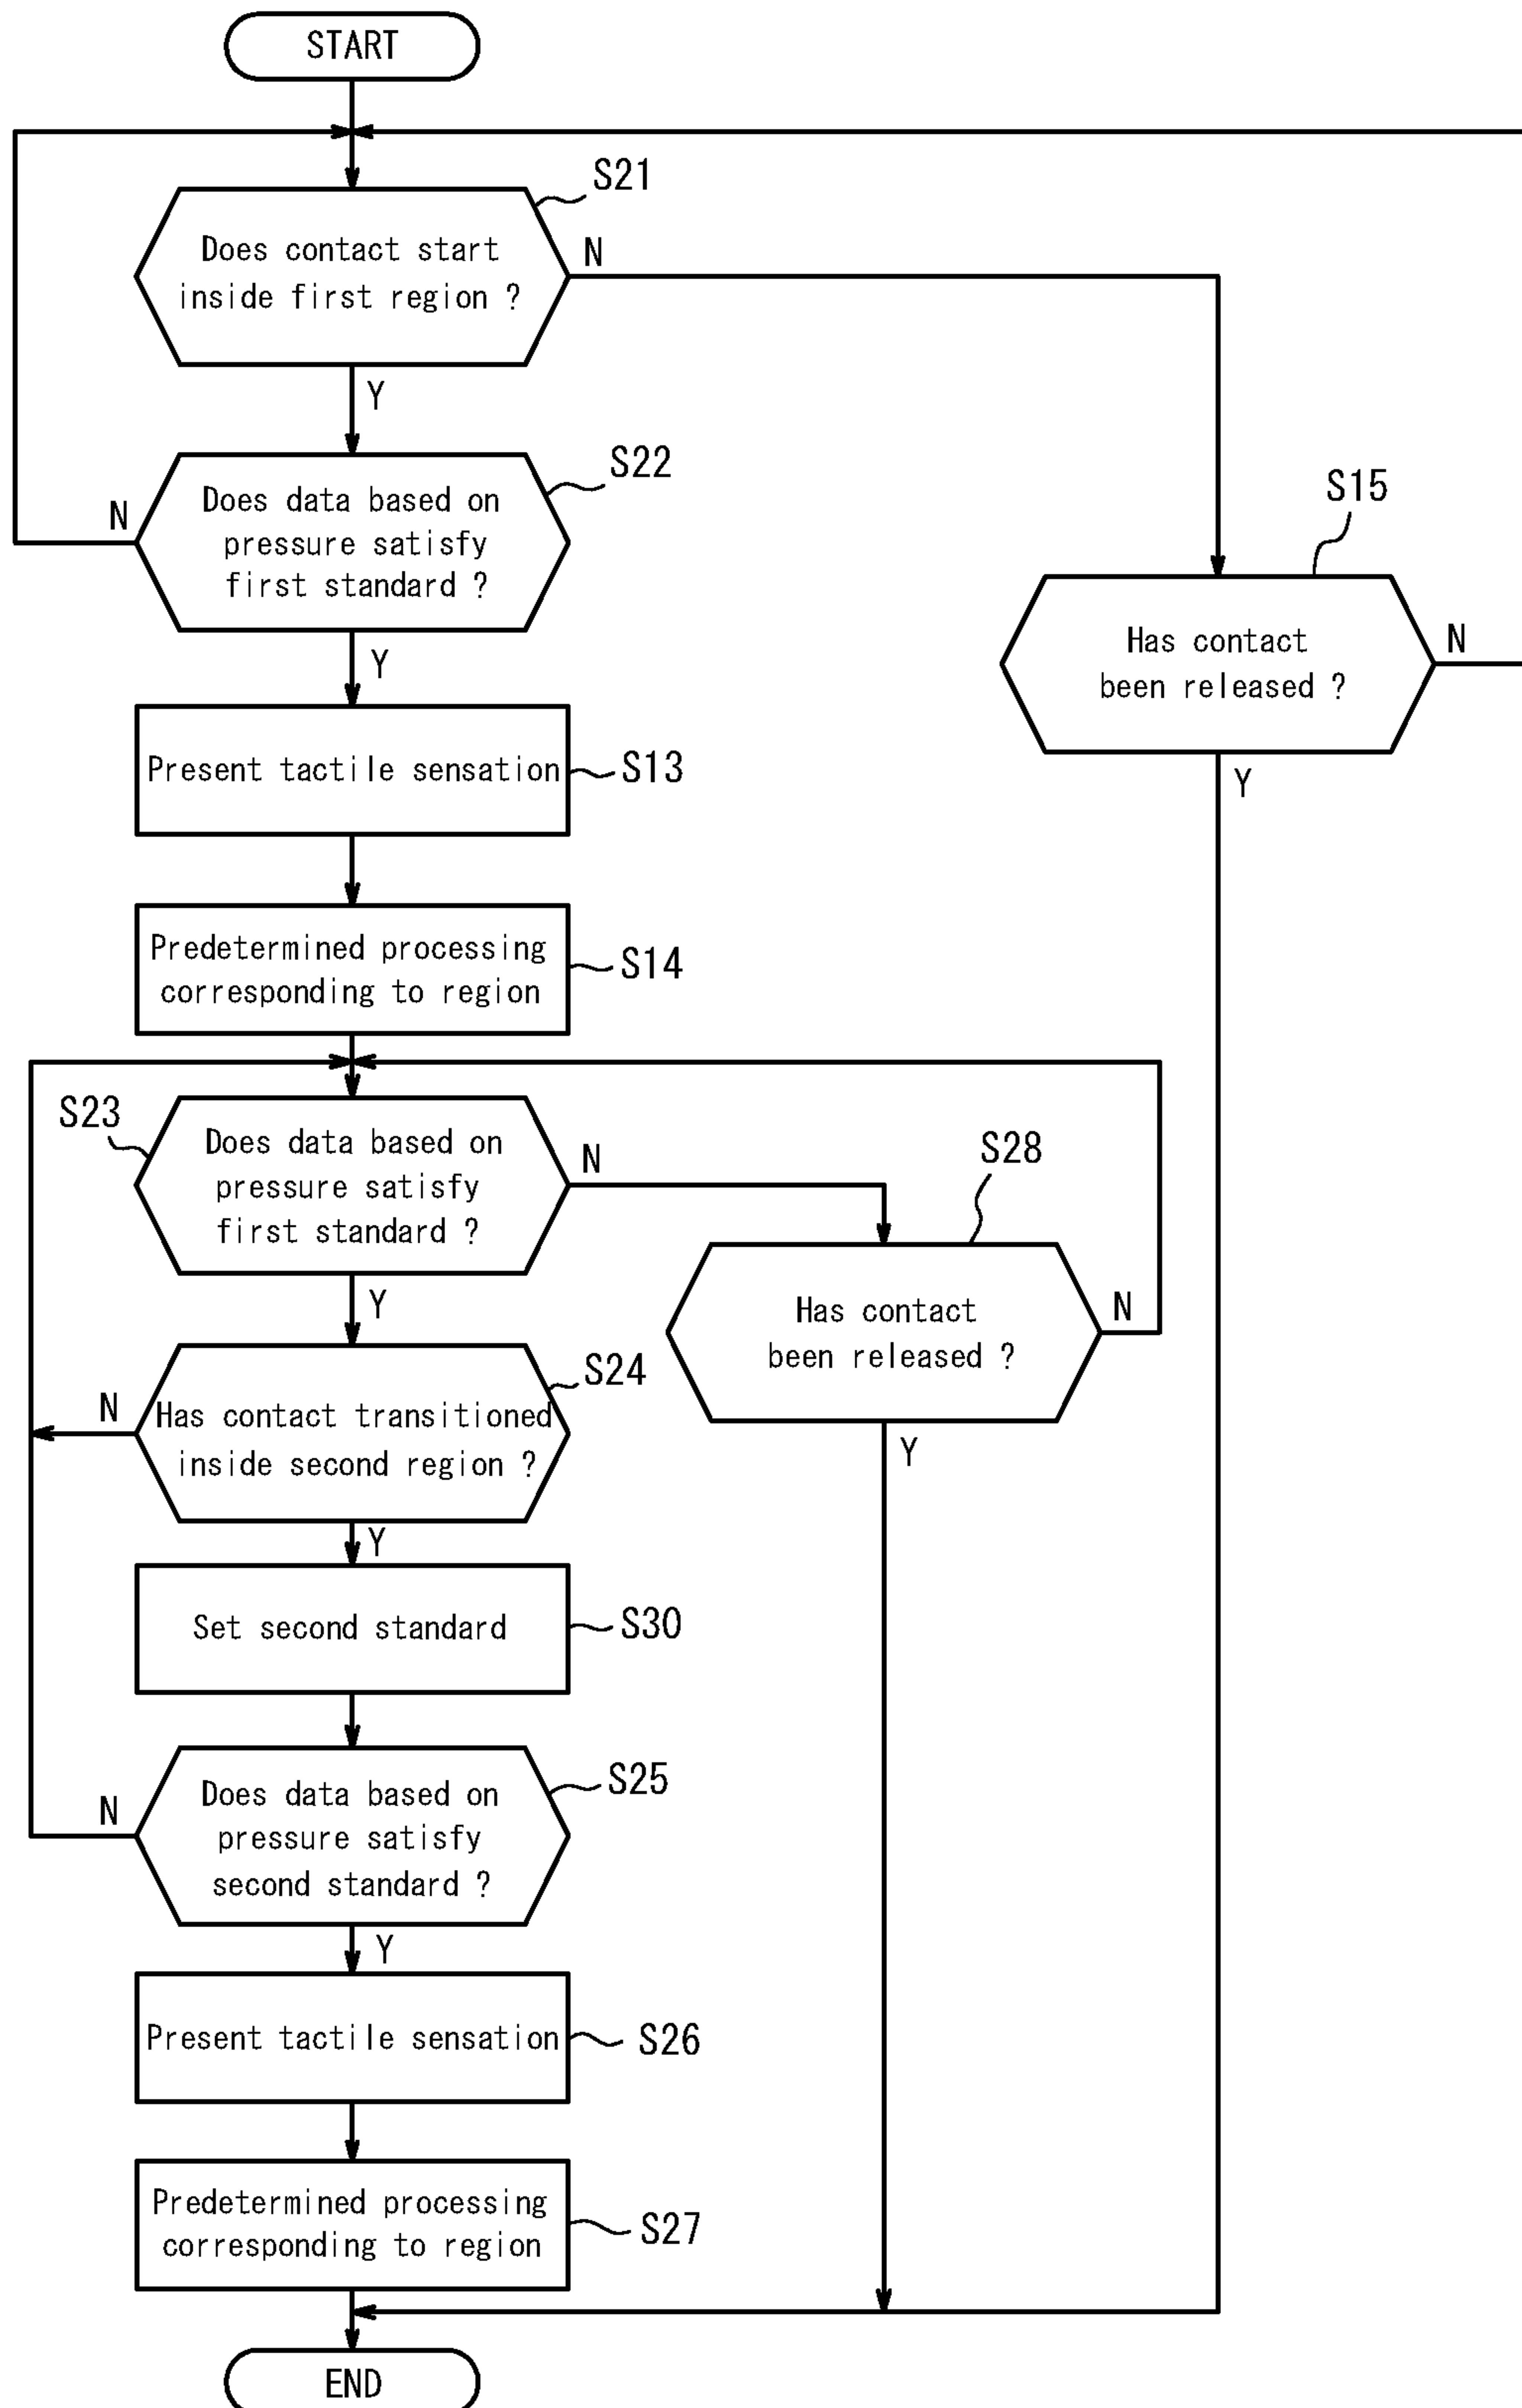 START
S21
Does contact start
inside first region ?
N
Y
S22
Does data based on
pressure satisfy
first standard ?
N
Y
S15
Has contact
been released ?
N
Y
Present tactile sensation
S13
Predetermined processing
corresponding to region
S14
S23
Does data based on
pressure satisfy
first standard ?
N
Y
S28
Has contact
been released ?
N
Y
S24
Has contact transitioned
inside second region ?
N
Y
Set second standard
S30
S25
Does data based on
pressure satisfy
second standard ?
N
Y
Present tactile sensation
S26
Predetermined processing
corresponding to region
S27
END